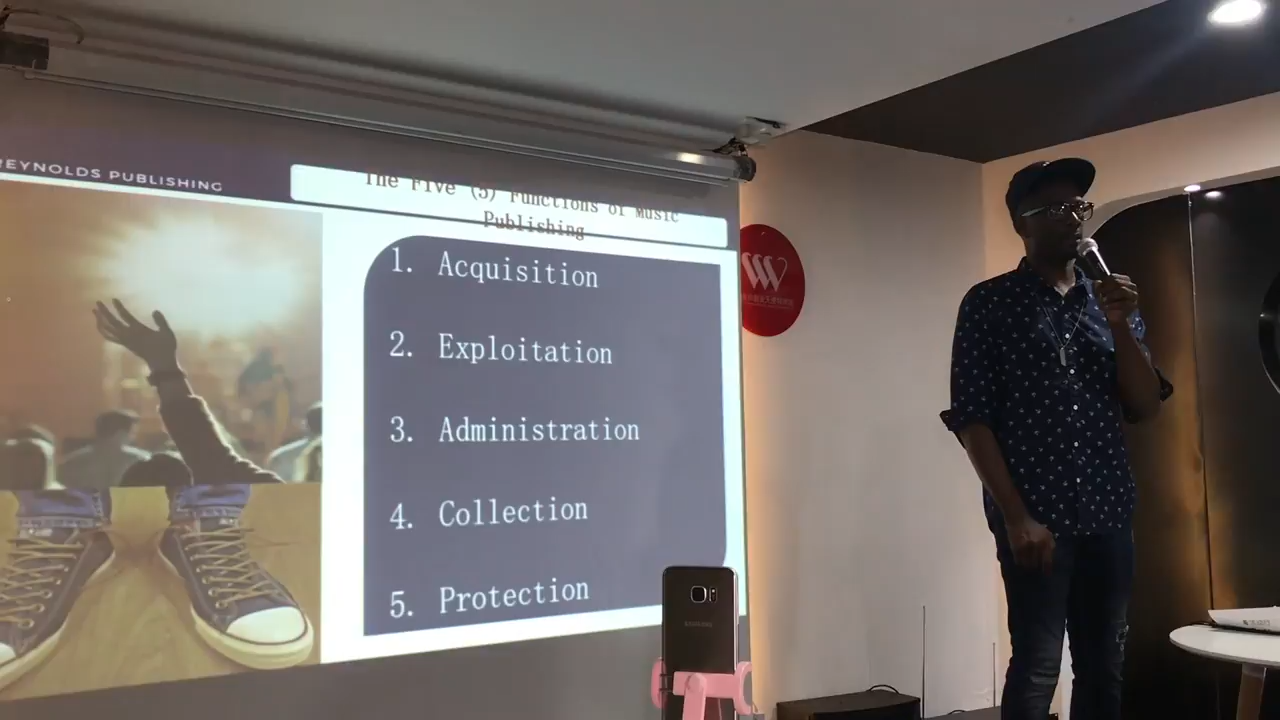 REYNOLDS PUBLISHING
The Five (5) Functions of Music
Publishing
1. Acquisition
2. Exploitation
3. Administration
4. Collection
5. Protection
SAMSUNG